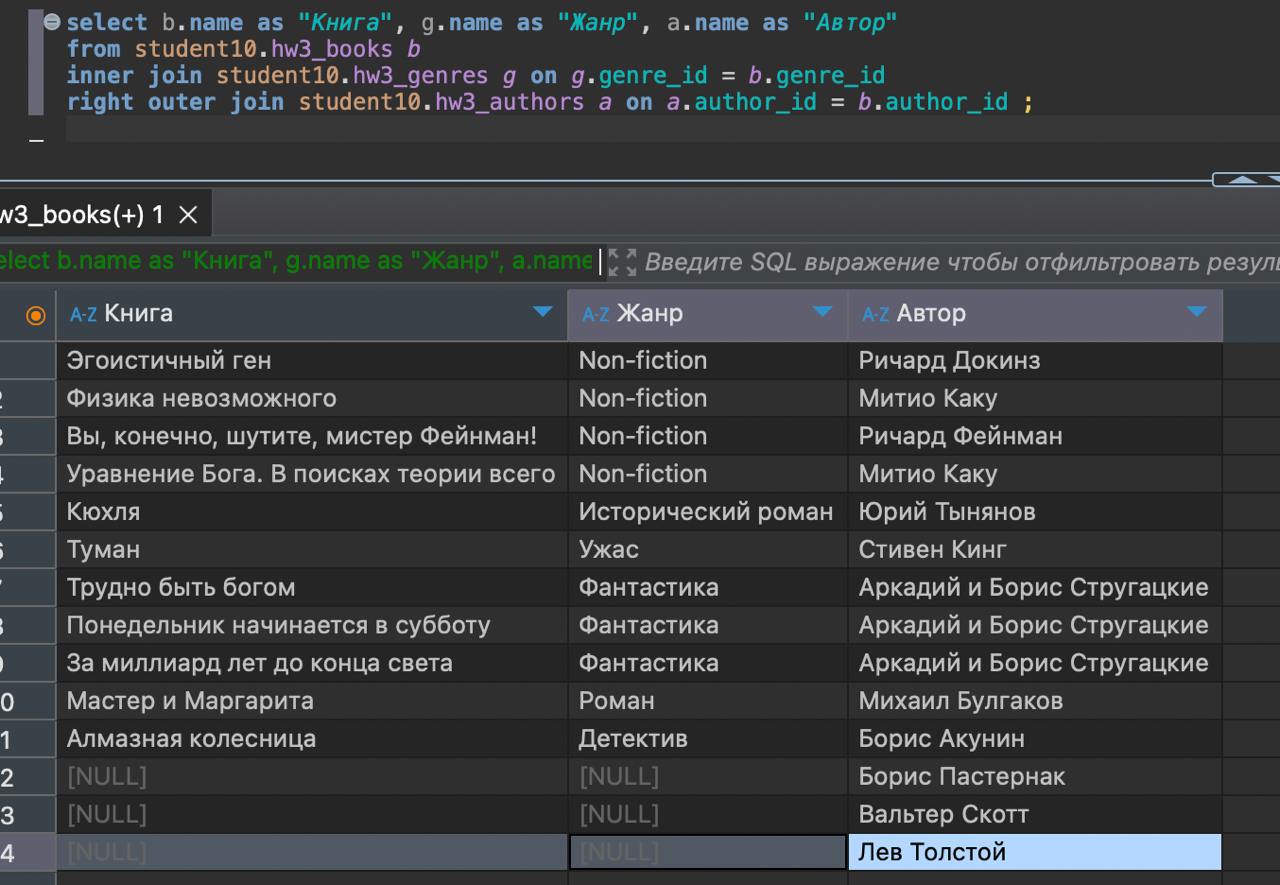 select b.name as "Книга", g.name as "Жанр", a.name as "Автор"
from student10.hw3_books b
inner join student10.hw3_genres g on g.genre_id = b.genre_id
right outer join student10.hw3_authors a on a.author_id = b.author_id ;
w3_books(+) 1
elect b.name as "Книга", g.name as "Жанр", a.name Введите SQL выражение чтобы отфильтровать резуль
A-Z Книга A-Z Жанр A-Z Автор
Эгоистичный ген Non-fiction Ричард Докинз
2 Физика невозможного Non-fiction Митио Каку
3 Вы, конечно, шутите, мистер Фейнман! Non-fiction Ричард Фейнман
4 Уравнение Бога. В поисках теории всего Non-fiction Митио Каку
5 Кюхля Исторический роман Юрий Тынянов
6 Туман Ужас Стивен Кинг
7 Трудно быть богом Фантастика Аркадий и Борис Стругацкие
8 Понедельник начинается в субботу Фантастика Аркадий и Борис Стругацкие
9 За миллиард лет до конца света Фантастика Аркадий и Борис Стругацкие
0 Мастер и Маргарита Роман Михаил Булгаков
1 Алмазная колесница Детектив Борис Акунин
2 [NULL] [NULL] Борис Пастернак
3 [NULL] [NULL] Вальтер Скотт
4 [NULL] [NULL] Лев Толстой